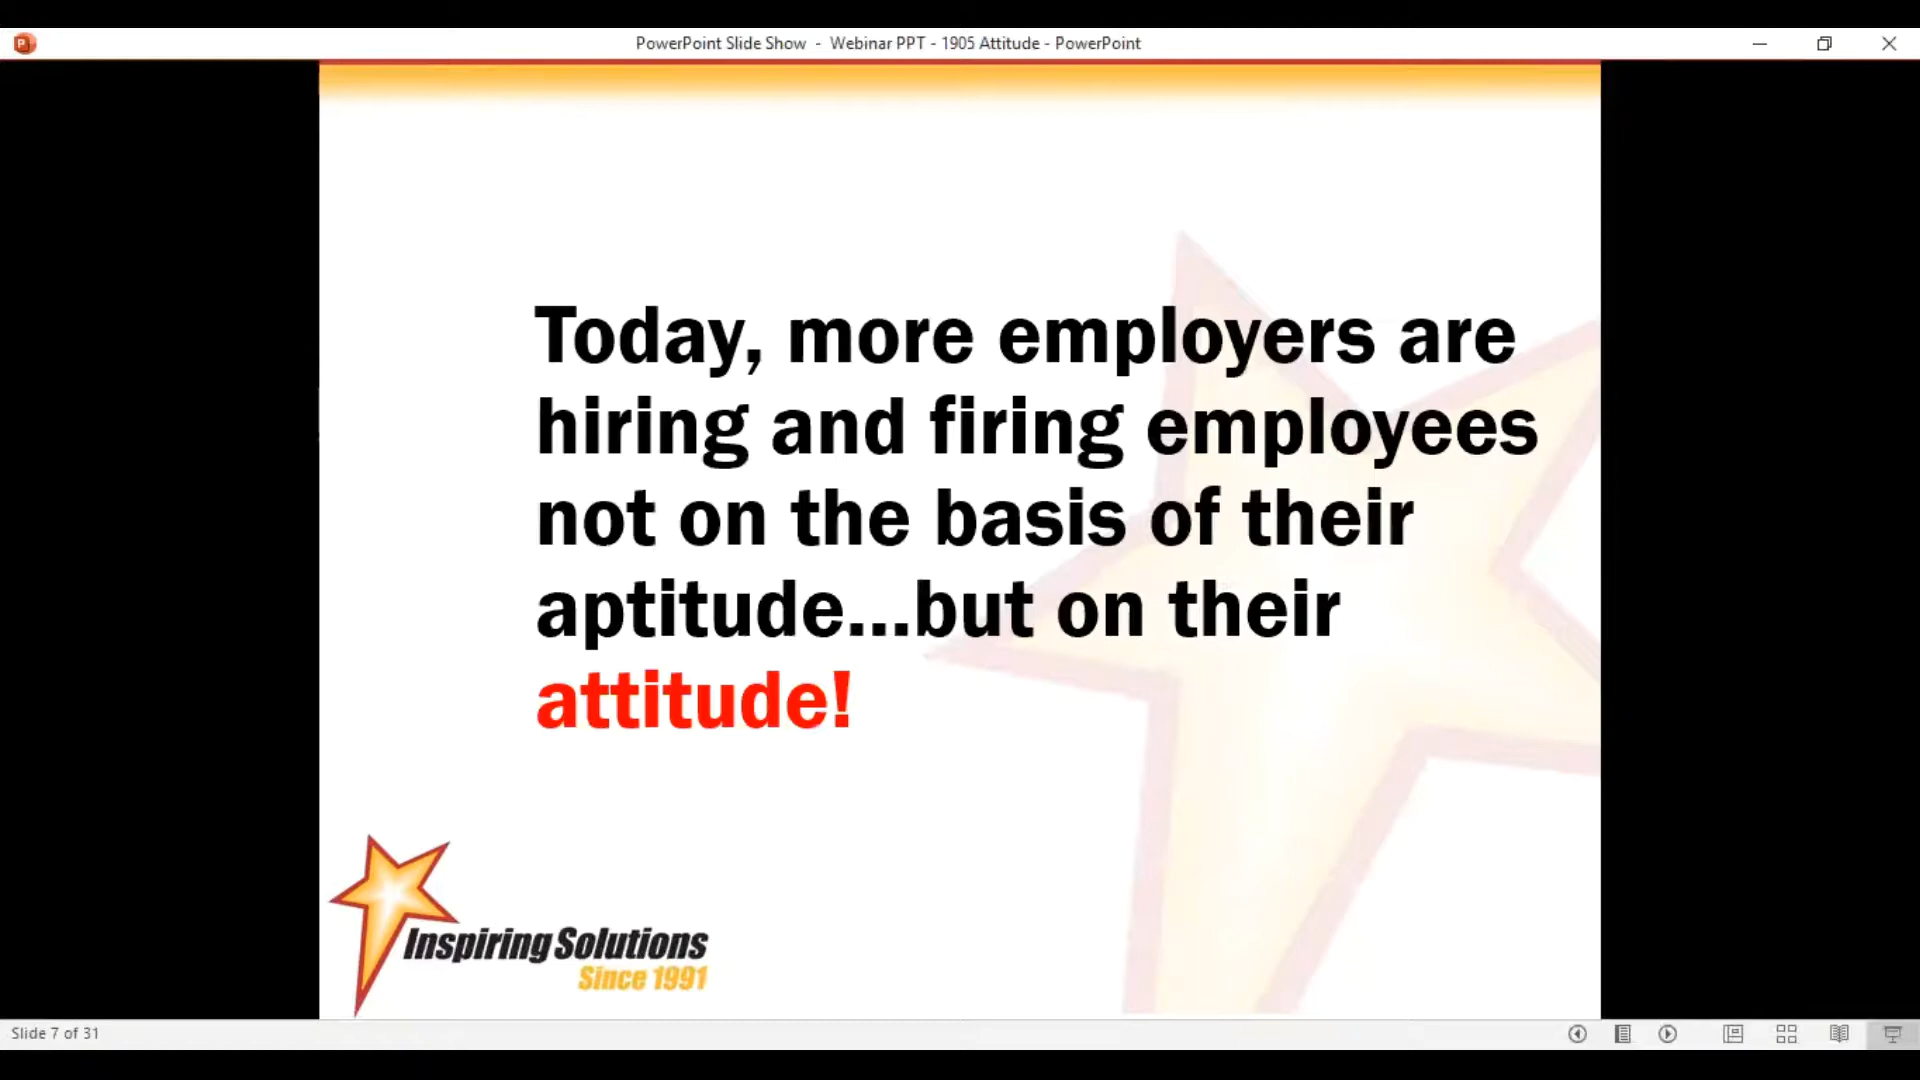 PowerPoint Slide Show - Webinar PPT - 1905 Attitude - PowerPoint
Today, more employers are
hiring and firing employees
not on the basis of their
aptitude...but on their
attitude!
Inspiring Solutions
Since 1991
Slide 7 of 31